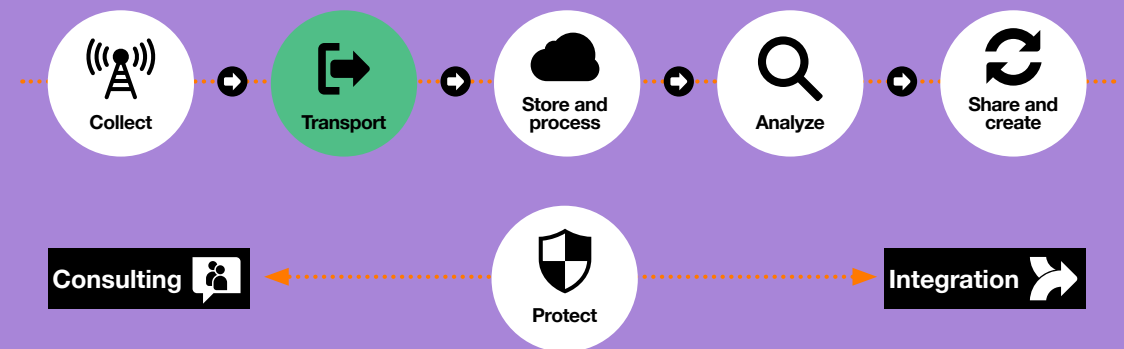 Collect
Transport
Store and
process
Analyze
Share and
create
Consulting
Protect
Integration